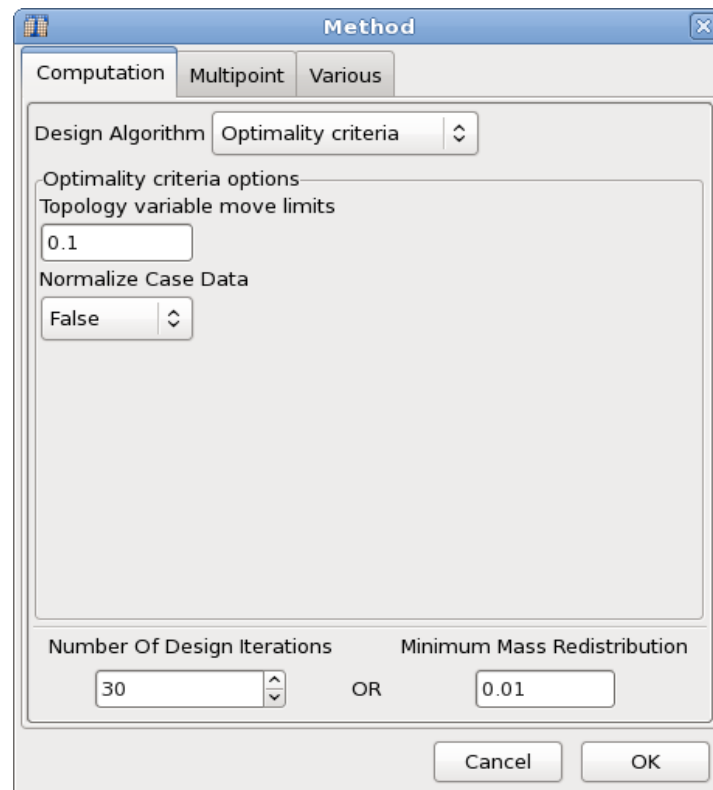 Method
Computation Multipoint Various
Design Algorithm Optimality criteria
Optimality criteria options
Topology variable move limits
0.1
Normalize Case Data
False
Number Of Design Iterations Minimum Mass Redistribution
30 OR 0.01
Cancel OK